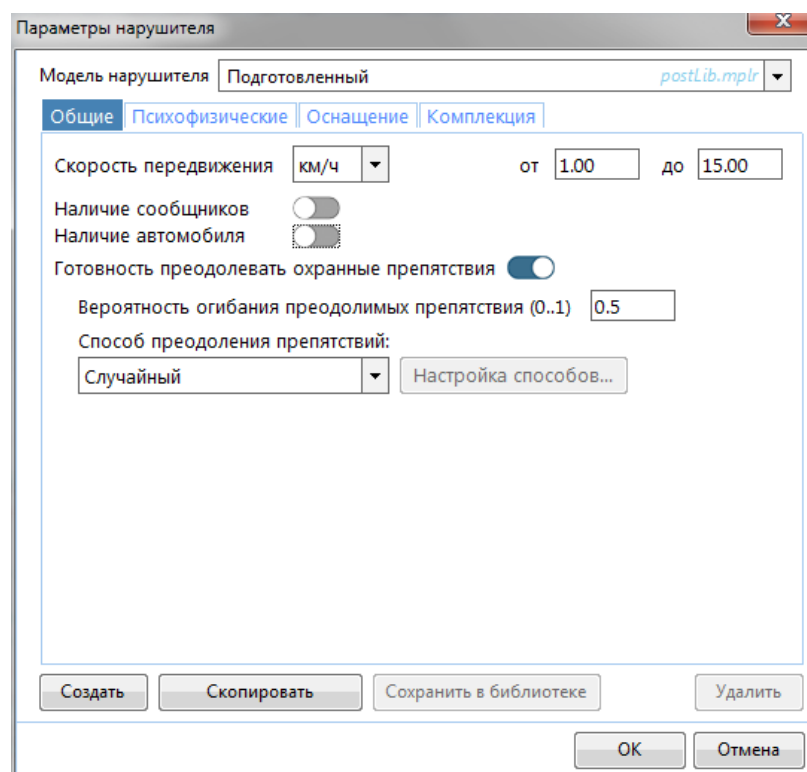 Параметры нарушителя
Модель нарушителя Подготовленный postLib.mplr
Общие Психофизические Оснащение Комплекция
Скорость передвижения км/ч от 1.00 до 15.00
Наличие сообщников
Наличие автомобиля
Готовность преодолевать охранные препятствия
Вероятность огибания преодолимых препятствия (0..1) 0.5
Способ преодоления препятствий:
Случайный Настройка способов...
Создать Скопировать Сохранить в библиотеке Удалить
OK Отмена